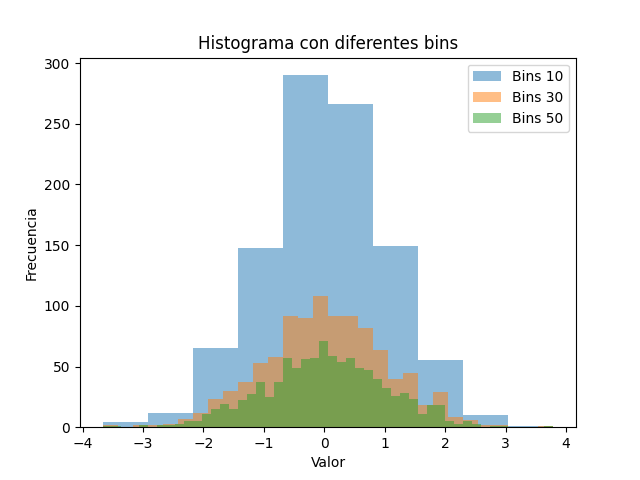 Histograma con diferentes bins
Bins 10
Bins 30
Bins 50
300
250
200
150
100
50
0
Frecuencia
−4 −3 −2 −1 0 1 2 3 4
Valor